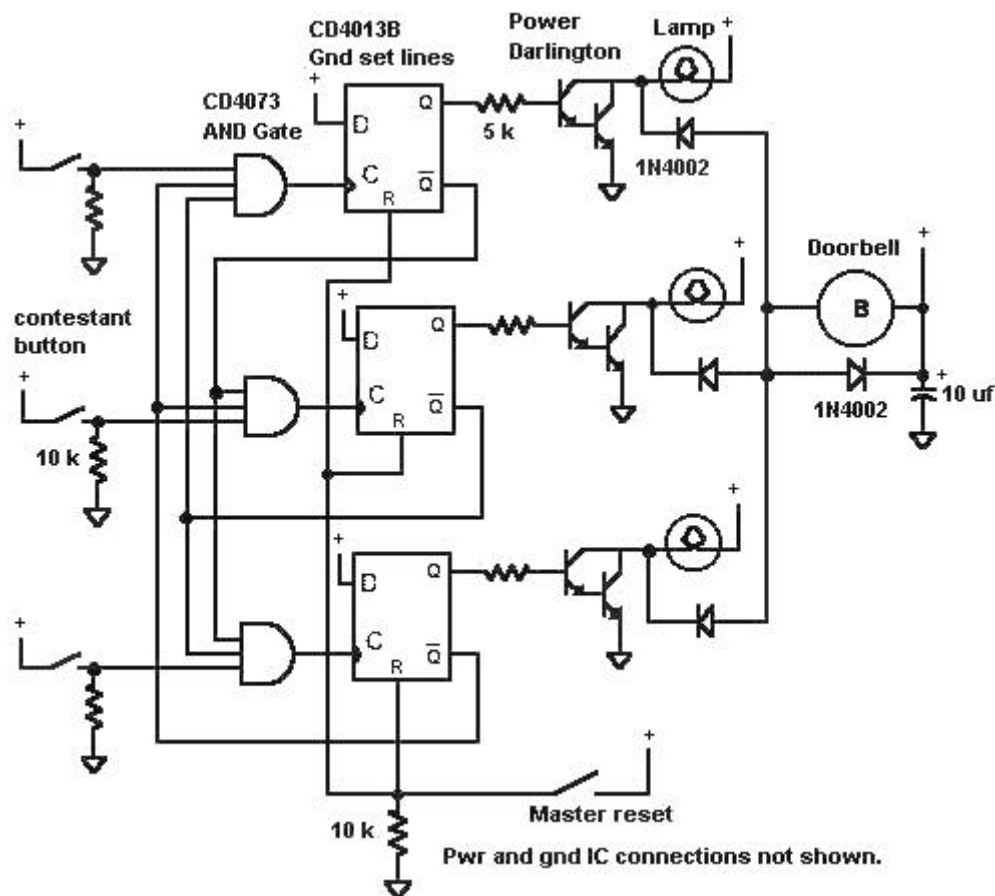 CD4013B
Gnd set lines
Power
Darlington
Lamp
+
+
CD4073
AND Gate
+
D
Q
C
R
Q̅
5 k
1N4002
+
Doorbell
B
+
+
contestant
button
+
D
Q
C
R
Q̅
1N4002
+
10 uf
10 k
+
+
D
Q
C
R
Q̅
+
+
10 k
Master reset
Pwr and gnd IC connections not shown.